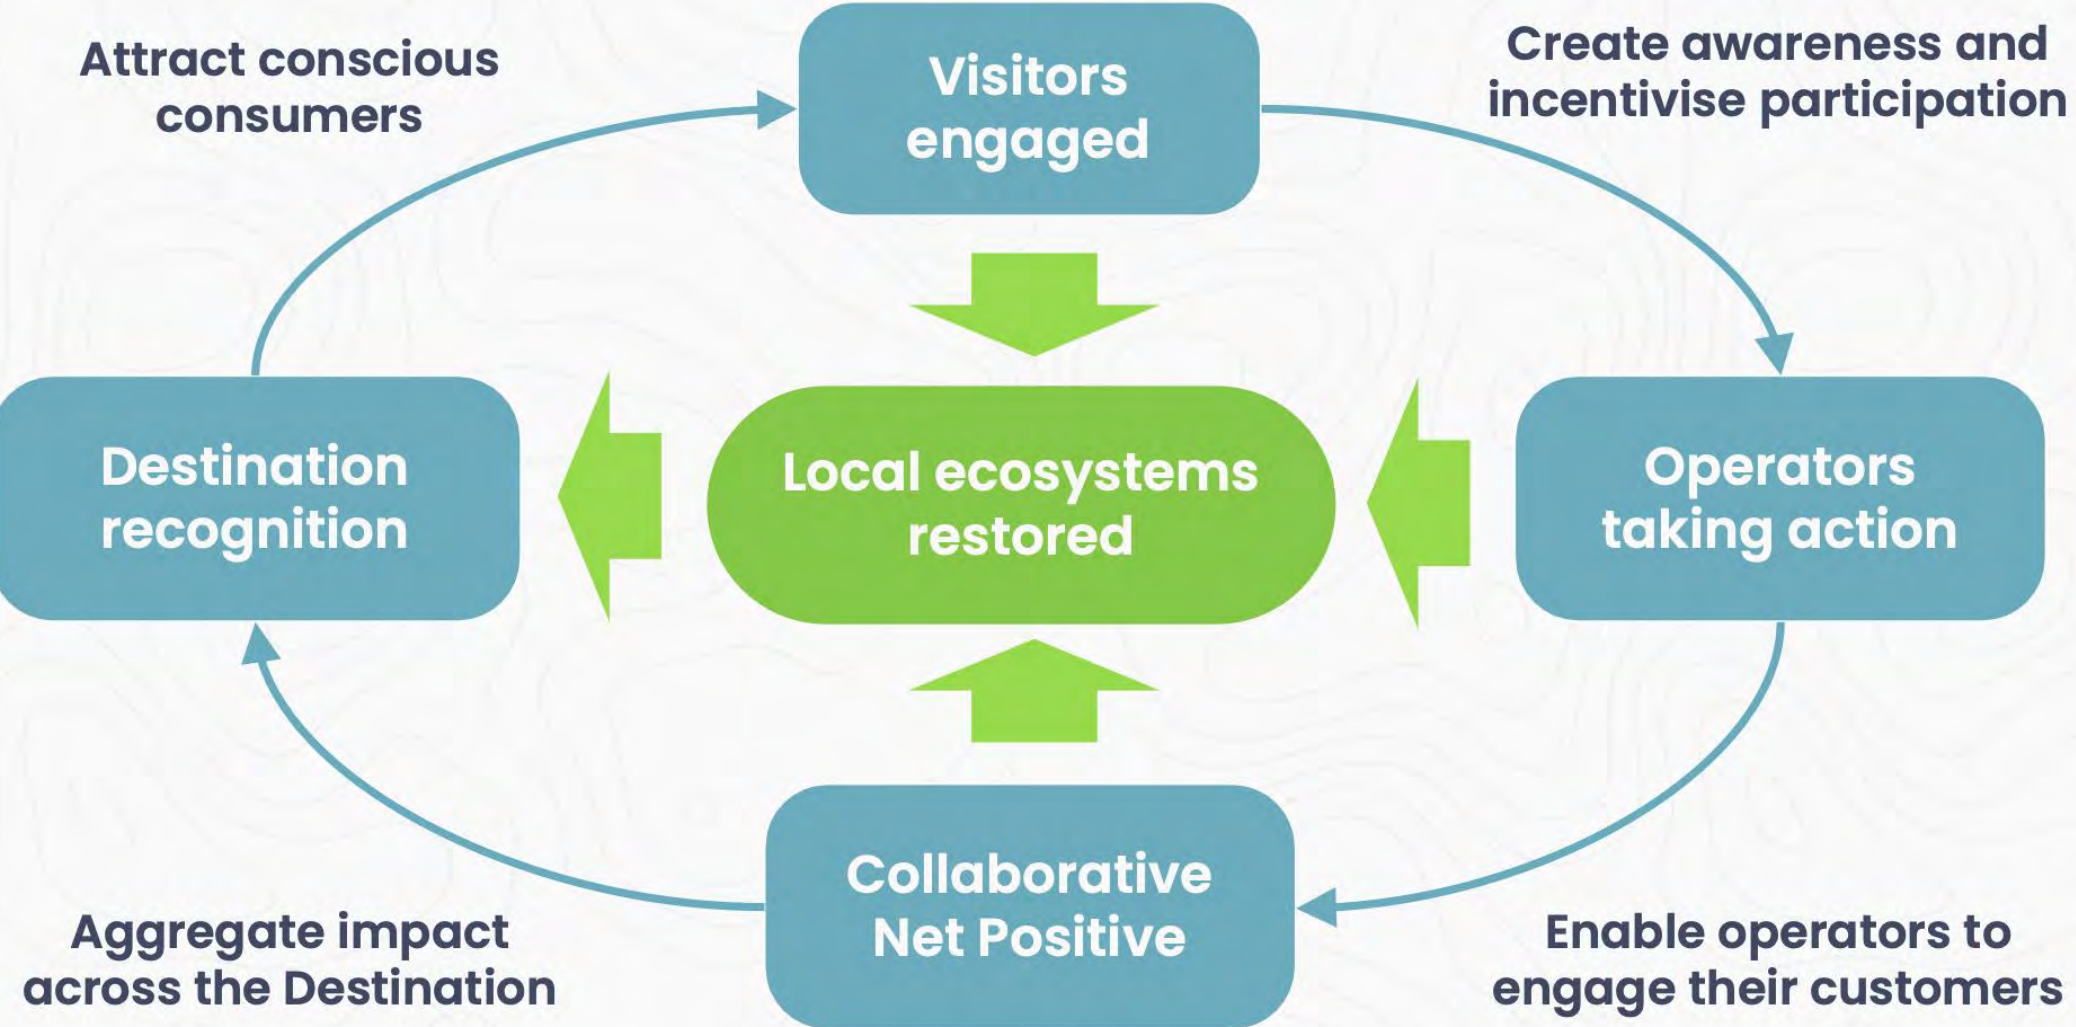 Attract conscious
consumers
Visitors
engaged
Create awareness and
incentivise participation
Destination
recognition
Local ecosystems
restored
Operators
taking action
Collaborative
Net Positive
Aggregate impact
across the Destination
Enable operators to
engage their customers